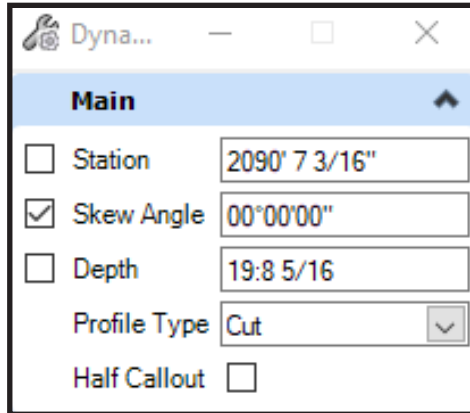 Dyna...
Main
Station 2090' 7 3/16"
Skew Angle 00°00'00"
Depth 19:8 5/16
Profile Type Cut
Half Callout